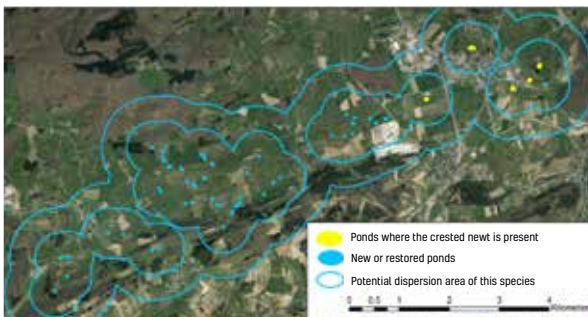 Ponds where the crested newt is present
New or restored ponds
Potential dispersion area of this species
0 0.5 1 2 3 4
Kilometers